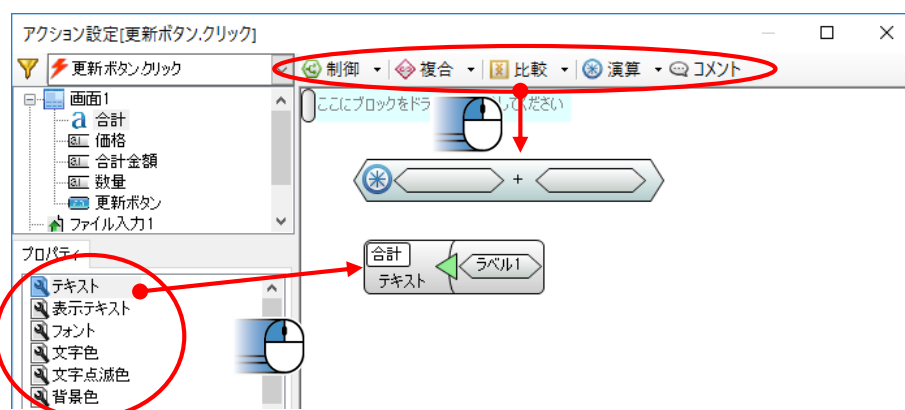 アクション設定[更新ボタン.クリック]
更新ボタン.クリック
制御 複合 比較 演算 コメント
画面1
a 合計
価格
合計金額
数量
更新ボタン
ファイル入力1
ここにブロックをドラ してください
+
プロパティ
テキスト
表示テキスト
フォント
文字色
文字点滅色
背景色
合計
テキスト
ラベル1